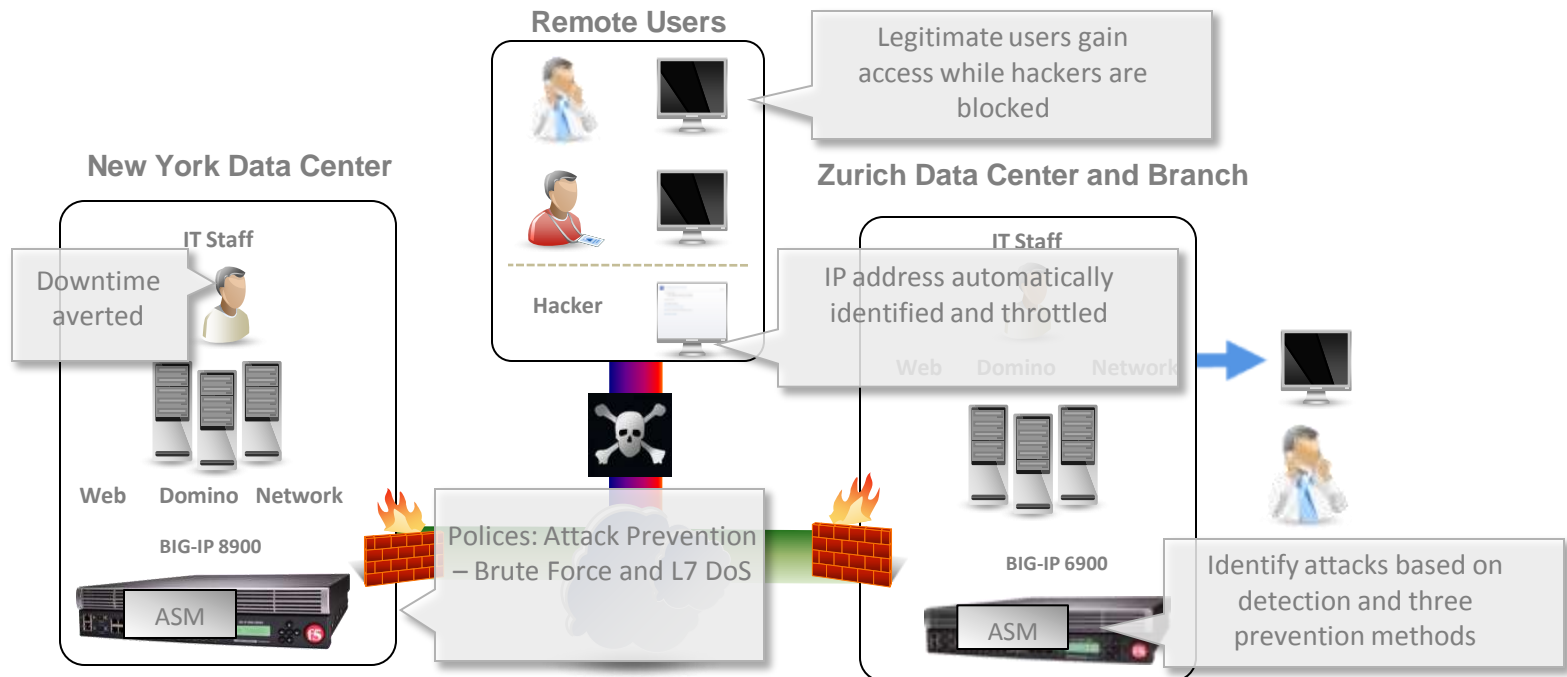 Remote Users
Legitimate users gain
access while hackers are
blocked
New York Data Center
Zurich Data Center and Branch
IT Staff
Downtime
averted
Hacker
IT Staff
IP address automatically
identified and throttled
Web Domino Network
Web Domino Network
BIG-IP 8900
ASM
f5
Polices: Attack Prevention
– Brute Force and L7 DoS
BIG-IP 6900
ASM
f5
Identify attacks based on
detection and three
prevention methods